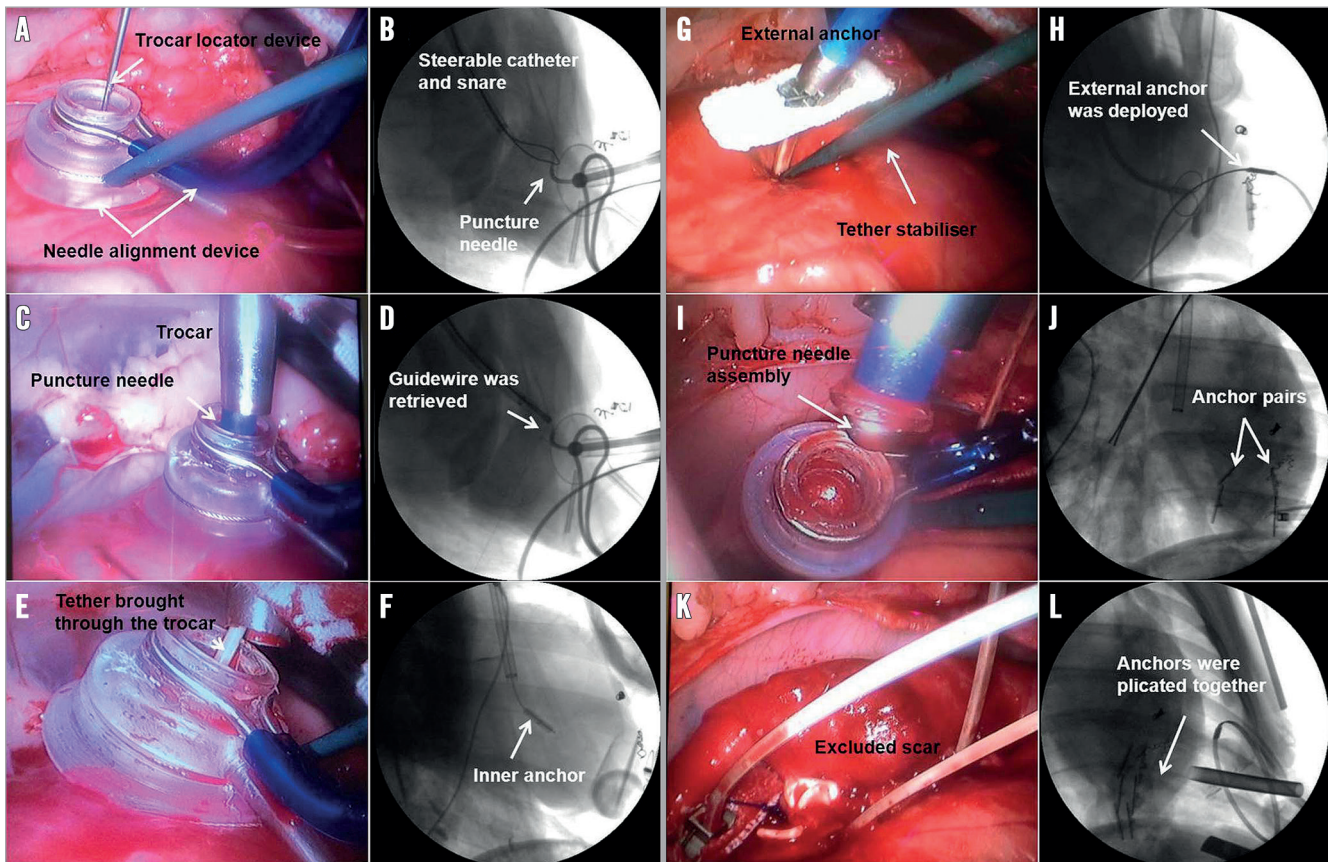 A
Trocar locator device
Needle alignment device
B
Steerable catheter
and snare
Puncture
needle
C
Trocar
Puncture needle
D
Guidewire was
retrieved
E
Tether brought
through the trocar
F
Inner anchor
G
External anchor
Tether stabiliser
H
External anchor
was deployed
I
Puncture needle
assembly
J
Anchor pairs
K
Excluded scar
L
Anchors were
plicated together